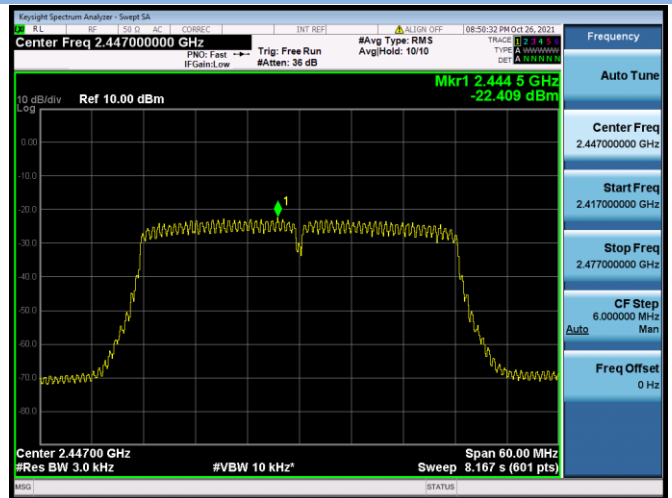 Keysight Spectrum Analyzer - Swept SA
RL RF 50 Ω AC CORREC INT REF ALIGN OFF 08:50:32 PM Oct 26, 2021
Center Freq 2.447000000 GHz
PNO: Fast
IFGain:Low
Trig: Free Run
#Atten: 36 dB
#Avg Type: RMS
Avg|Hold: 10/10
TRACE 1 2 3 4 5 6
TYPE A WWWWW
DET A N N N N N
Mkr1 2.444 5 GHz
-22.409 dBm
10 dB/div Ref 10.00 dBm
Log
0.00
-10.0
-20.0
-30.0
-40.0
-50.0
-60.0
-70.0
-80.0
1
Center 2.44700 GHz Span 60.00 MHz
#Res BW 3.0 kHz #VBW 10 kHz* Sweep 8.167 s (601 pts)
MSG STATUS
Frequency
Auto Tune
Center Freq
2.447000000 GHz
Start Freq
2.417000000 GHz
Stop Freq
2.477000000 GHz
CF Step
6.000000 MHz
Auto Man
Freq Offset
0 Hz